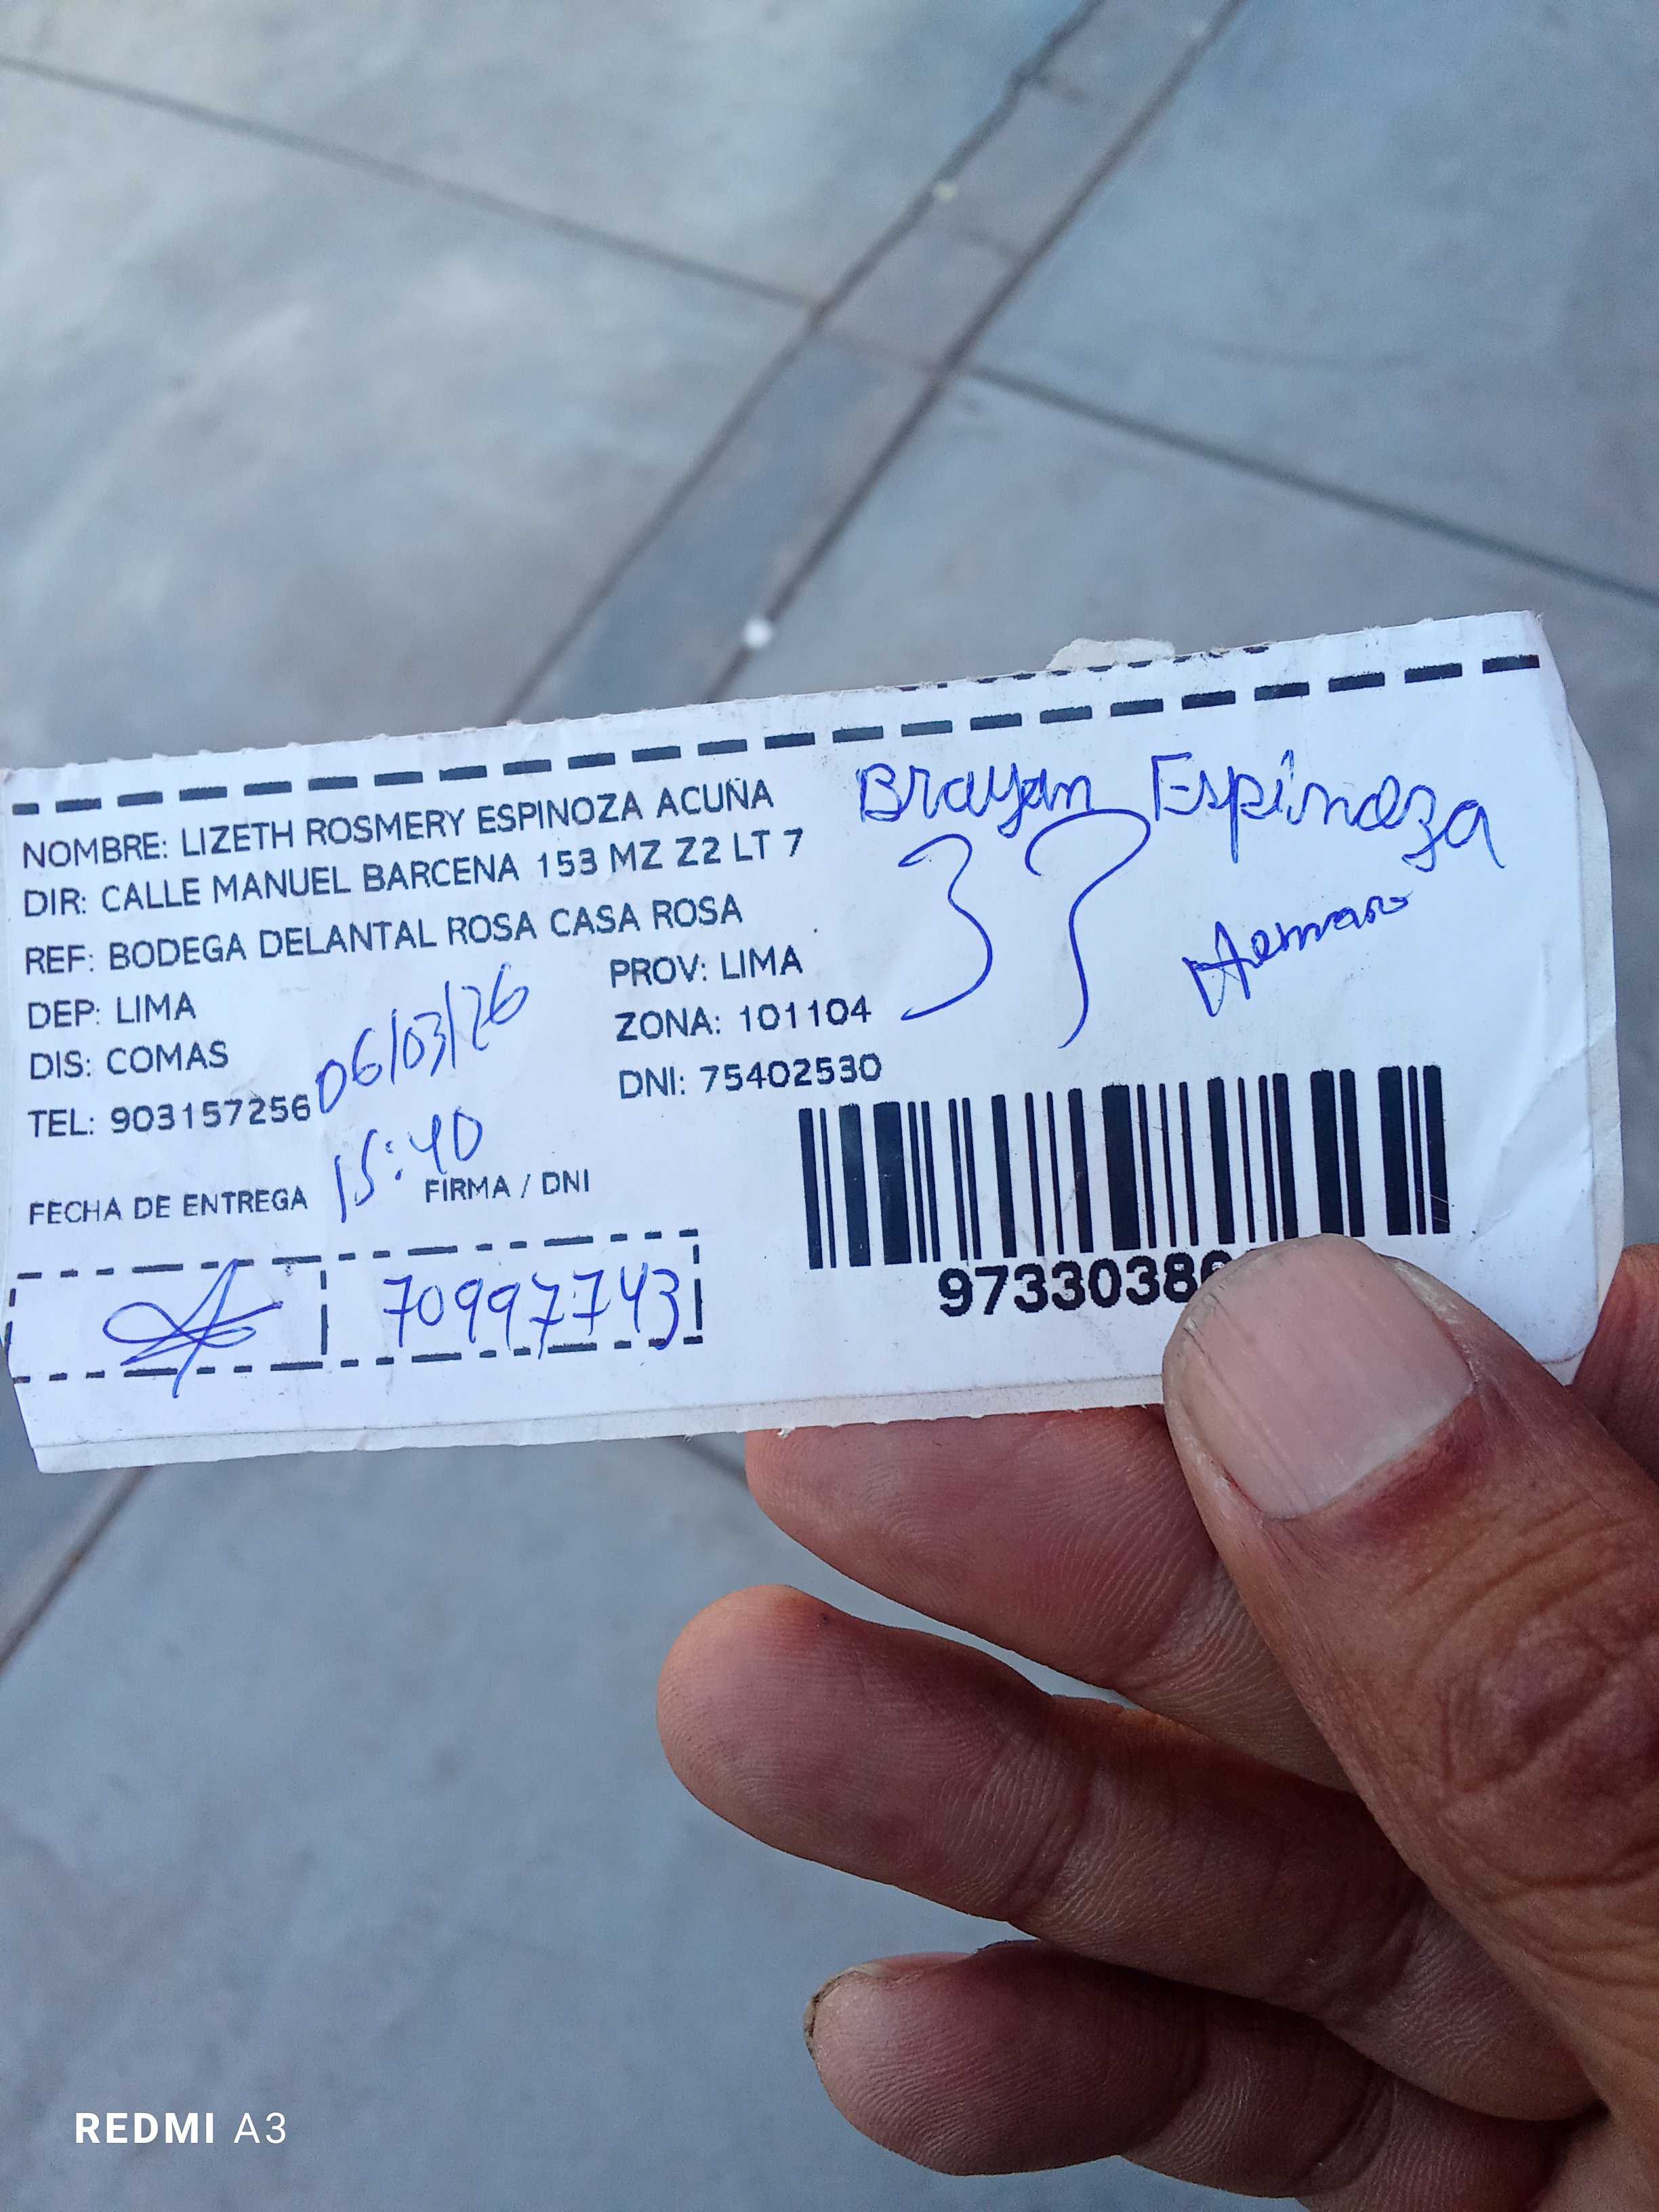 NOMBRE: LIZETH ROSMERY ESPINOZA ACUÑA
DIR: CALLE MANUEL BARCENA 153 MZ Z2 LT 7
REF: BODEGA DELANTAL ROSA CASA ROSA
DEP: LIMA
PROV: LIMA
DIS: COMAS
ZONA: 101104
TEL: 903157256
DNI: 75402530
06/03/26
15:40
FECHA DE ENTREGA
FIRMA / DNI
70997743
Brayan Espinoza
Hermano
97330380
REDMI A3